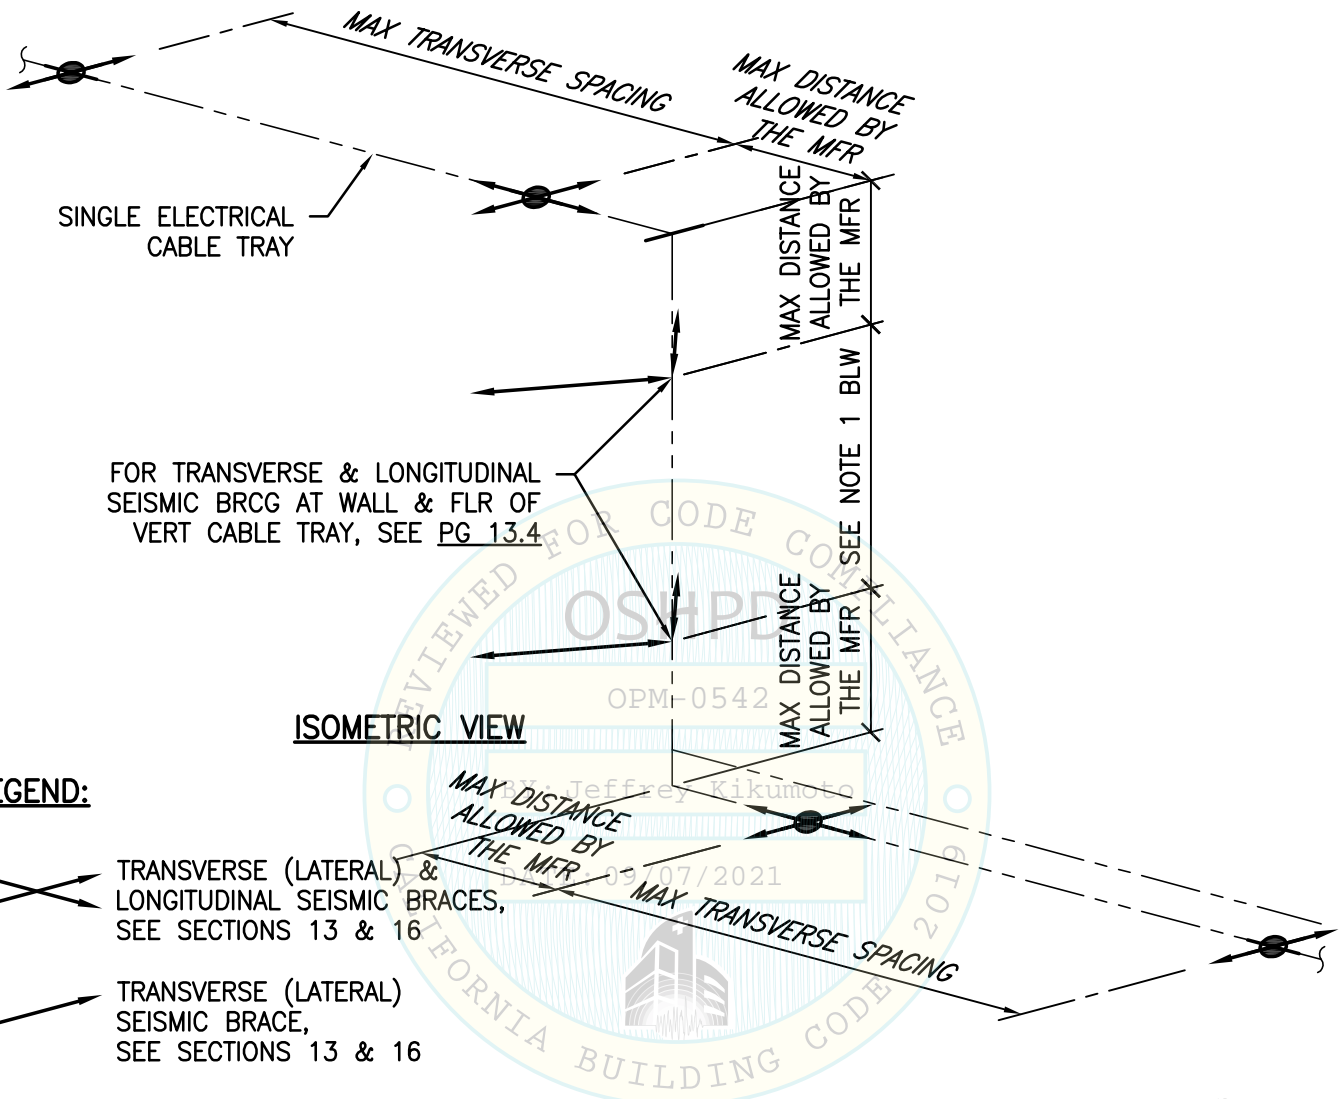 MAX TRANSVERSE SPACING
MAX DISTANCE
ALLOWED BY
THE MFR
SINGLE ELECTRICAL
CABLE TRAY
MAX DISTANCE
ALLOWED BY
THE MFR
SEE NOTE 1 BLW
FOR TRANSVERSE & LONGITUDINAL
SEISMIC BRCG AT WALL & FLR OF
VERT CABLE TRAY, SEE PG 13.4
MAX DISTANCE
ALLOWED BY
THE MFR
ISOMETRIC VIEW
MAX DISTANCE
ALLOWED BY
THE MFR
MAX TRANSVERSE SPACING
EGEND:
TRANSVERSE (LATERAL) &
LONGITUDINAL SEISMIC BRACES,
SEE SECTIONS 13 & 16
TRANSVERSE (LATERAL)
SEISMIC BRACE,
SEE SECTIONS 13 & 16
REVIEWED FOR CODE COMPLIANCE
OSHPD
OPM-0542
BY: Jeffrey Kikumoto
DATE: 09/07/2021
CALIFORNIA BUILDING CODE 2019